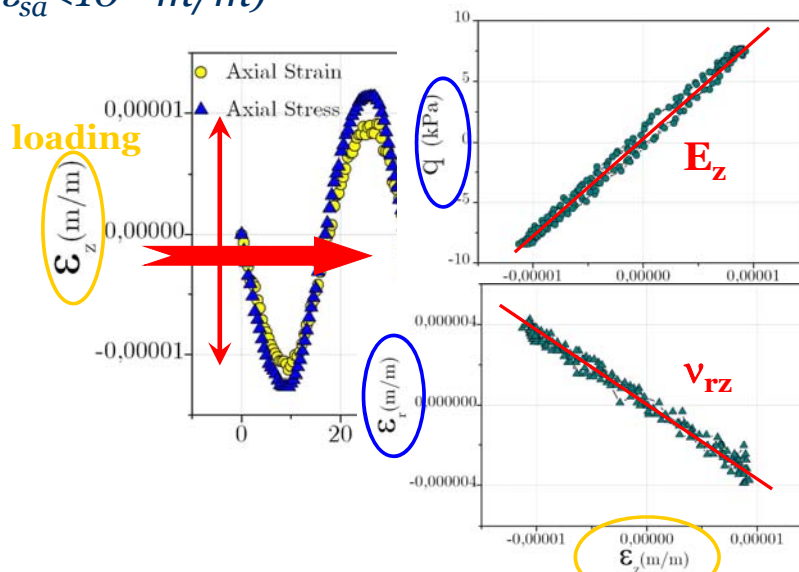 Axial Strain
Axial Stress
loading
ε_z (m/m)
0,00001
0,00000
-0,00001
0
20
q (kPa)
10
5
0
-5
-10
E_z
-0,00001
0,00000
0,00001
ε_r (m/m)
0,000004
0,000000
-0,000004
ν_rz
-0,00001
0,00000
0,00001
ε_z (m/m)